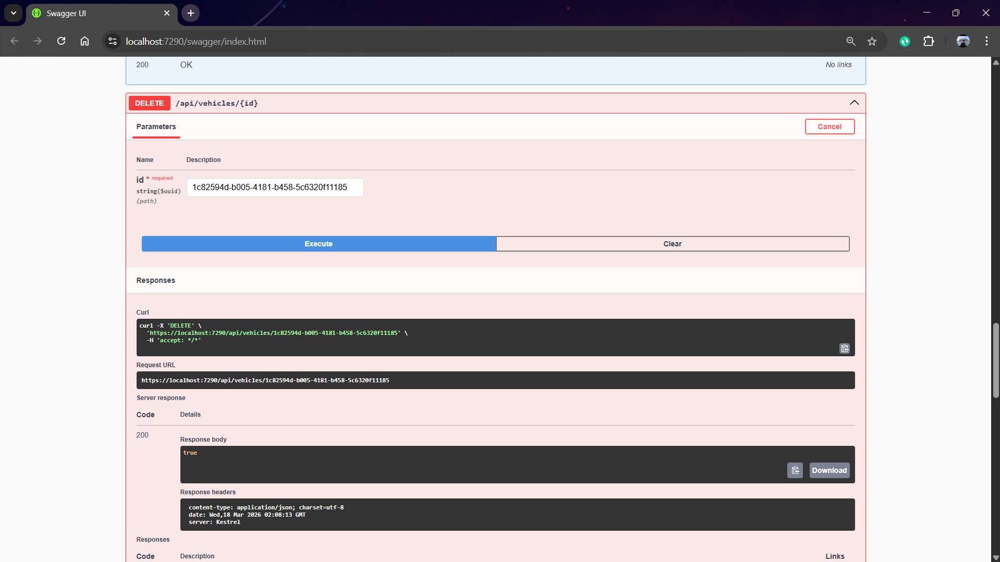 Swagger UI
localhost:7290/swagger/index.html
200 OK No links
DELETE /api/vehicles/{id}
Parameters Cancel
Name Description
id * required
string($uuid)
(path)
1c82594d-b005-4181-b458-5c6320f11185
Execute Clear
Responses
Curl
curl -X 'DELETE' \
'https://localhost:7290/api/vehicles/1c82594d-b005-4181-b458-5c6320f11185' \
-H 'accept: */*'
Request URL
https://localhost:7290/api/vehicles/1c82594d-b005-4181-b458-5c6320f11185
Server response
Code Details
200
Response body
true
Download
Response headers
content-type: application/json; charset=utf-8
date: Wed,18 Mar 2026 02:08:13 GMT
server: Kestrel
Responses
Code Description Links